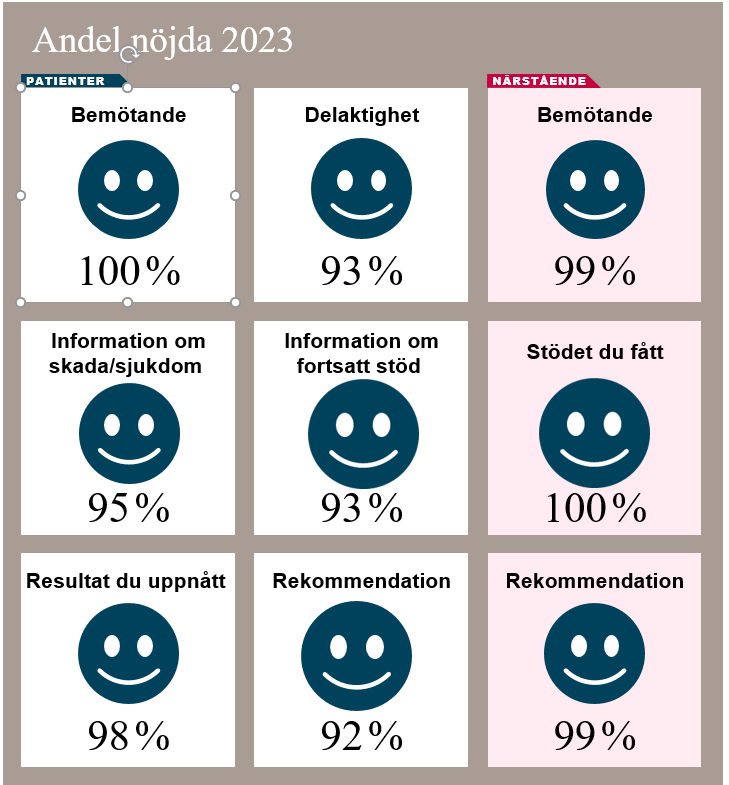 Andel nöjda 2023
PATIENTER
NÄRSTÅENDE
Bemötande
100 %
Delaktighet
93 %
Bemötande
99 %
Information om
skada/sjukdom
95 %
Information om
fortsatt stöd
93 %
Stödet du fått
100 %
Resultat du uppnått
98 %
Rekommendation
92 %
Rekommendation
99 %